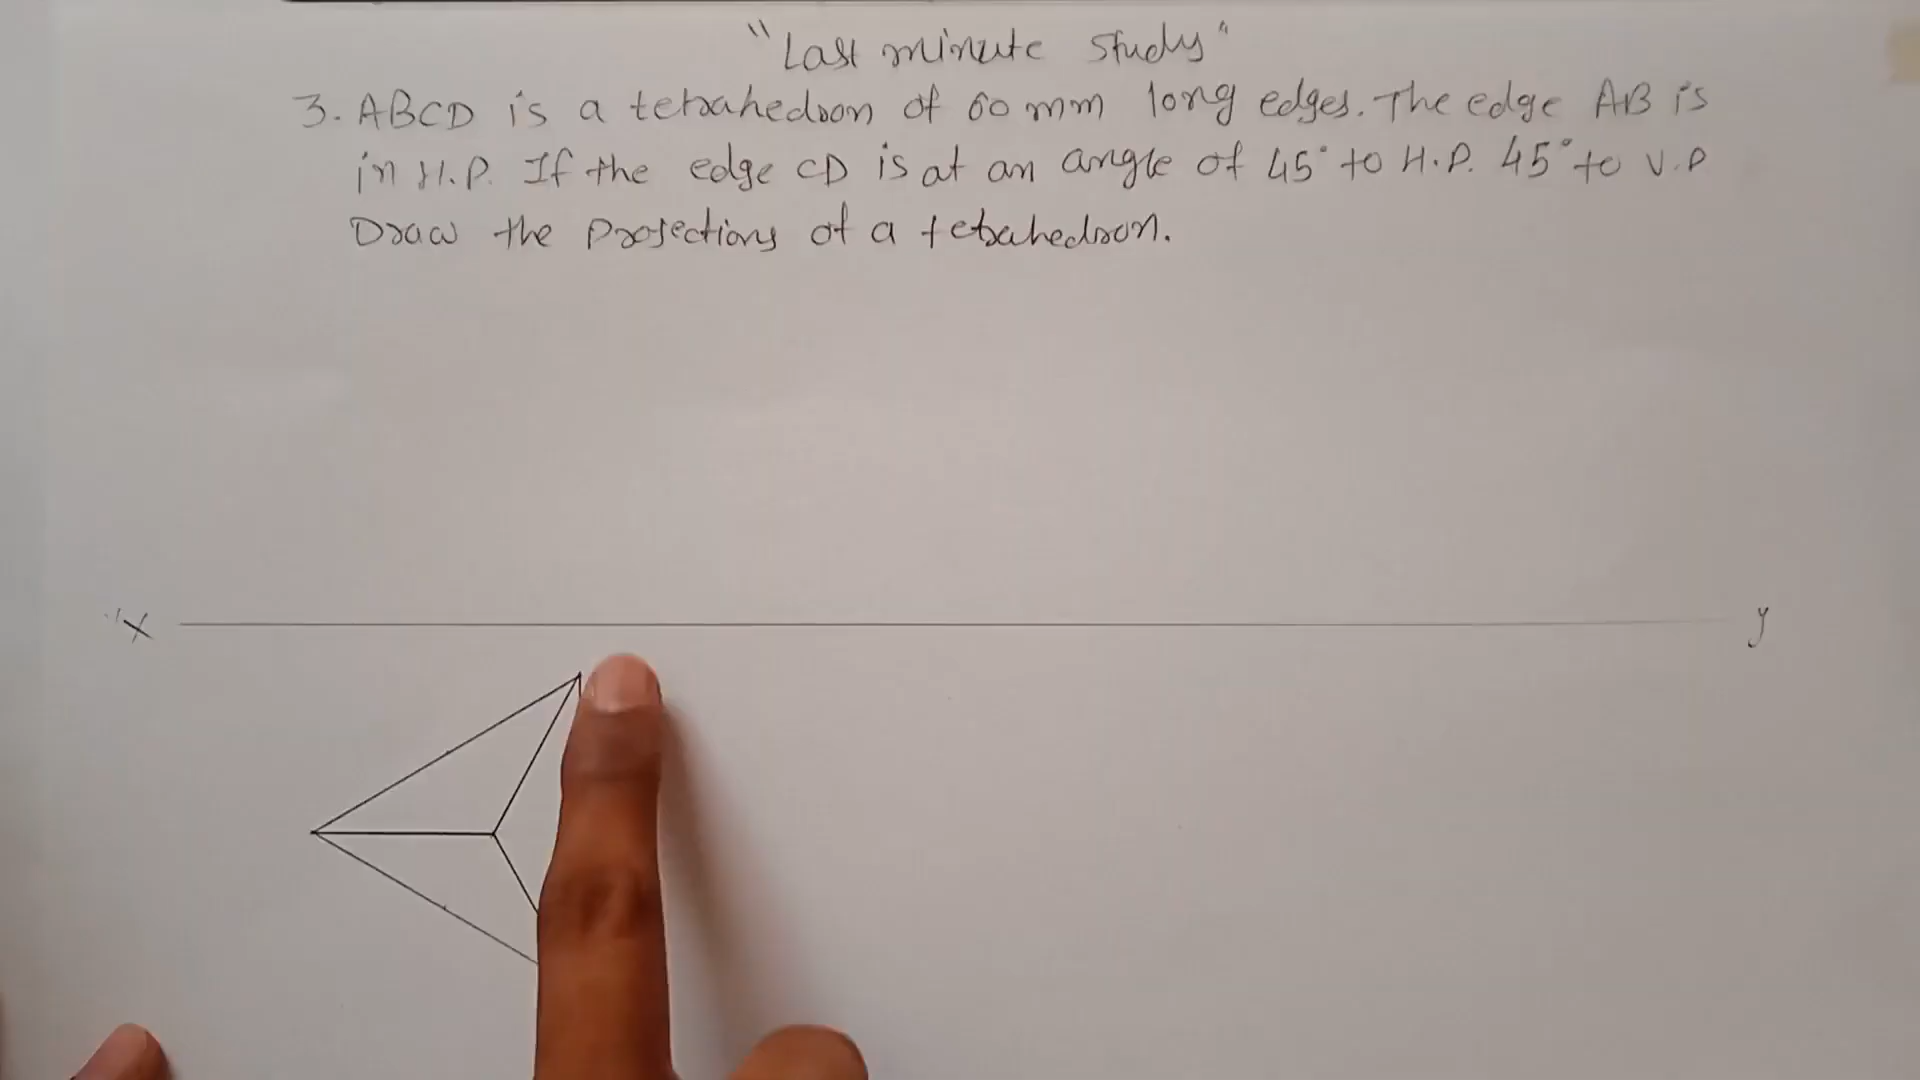 "Last minute study"
3. ABCD is a tetrahedron of 60 mm long edges. The edge AB is
in H.P. If the edge CD is at an angle of 45° to H.P. 45° to V.P
Draw the projections of a tetrahedron.
X y